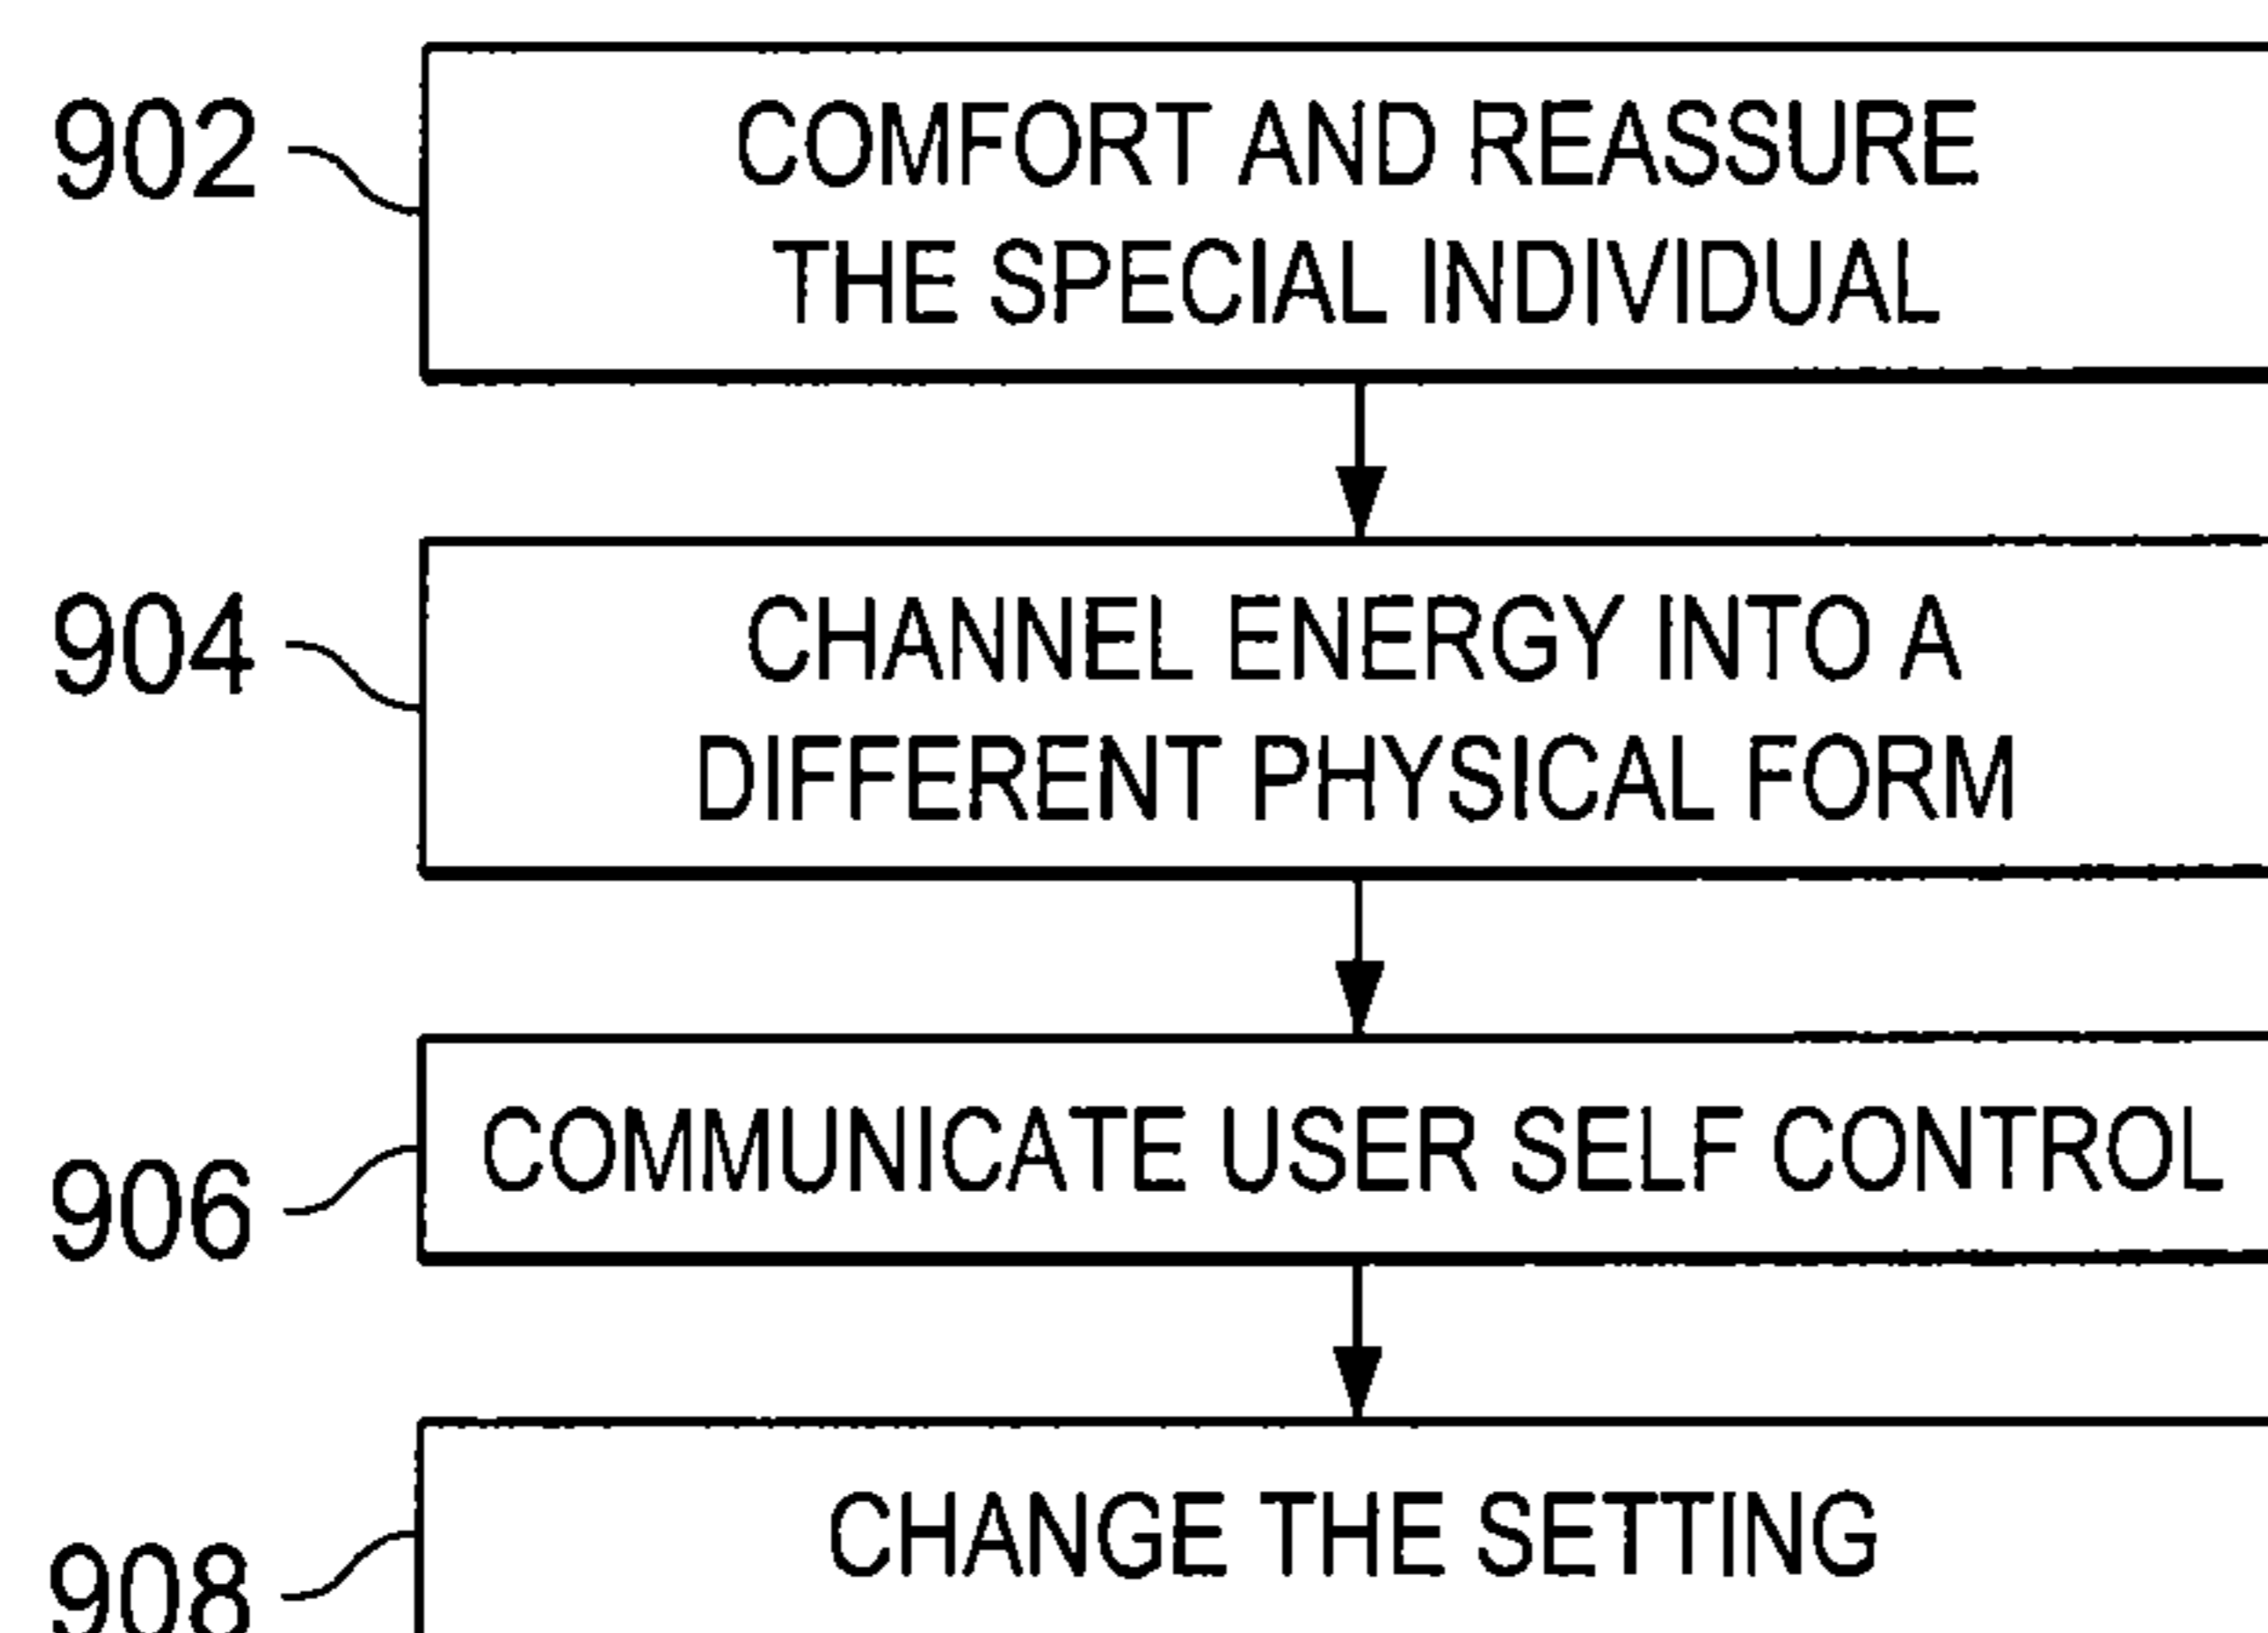 902
COMFORT AND REASSURE
THE SPECIAL INDIVIDUAL
904
CHANNEL ENERGY INTO A
DIFFERENT PHYSICAL FORM
906
COMMUNICATE USER SELF CONTROL
908
CHANGE THE SETTING